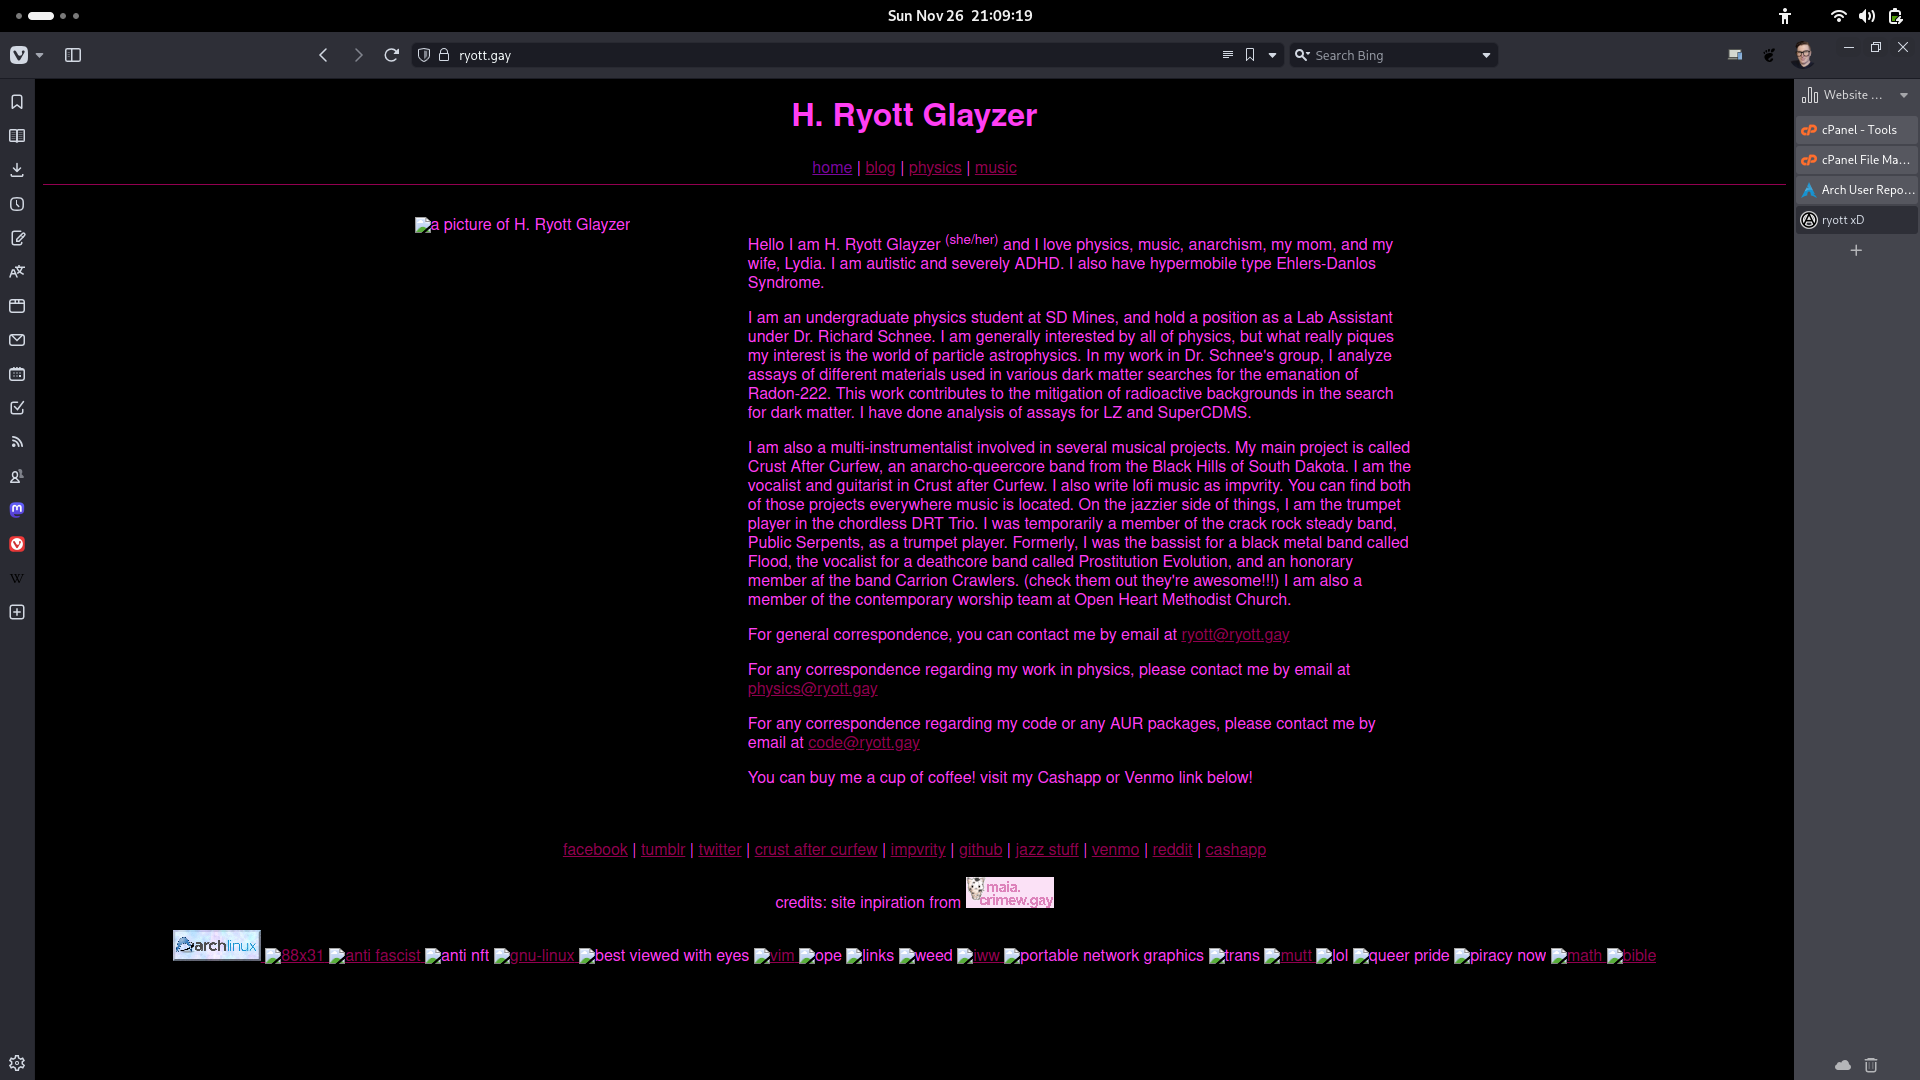 Sun Nov 26 21:09:19
ryott.gay
Search Bing
Website ...
cPanel - Tools
cPanel File Ma...
Arch User Repo...
ryott xD
H. Ryott Glayzer
home | blog | physics | music
a picture of H. Ryott Glayzer
Hello I am H. Ryott Glayzer (she/her) and I love physics, music, anarchism, my mom, and my
wife, Lydia. I am autistic and severely ADHD. I also have hypermobile type Ehlers-Danlos
Syndrome.
I am an undergraduate physics student at SD Mines, and hold a position as a Lab Assistant
under Dr. Richard Schnee. I am generally interested by all of physics, but what really piques
my interest is the world of particle astrophysics. In my work in Dr. Schnee's group, I analyze
assays of different materials used in various dark matter searches for the emanation of
Radon-222. This work contributes to the mitigation of radioactive backgrounds in the search
for dark matter. I have done analysis of assays for LZ and SuperCDMS.
I am also a multi-instrumentalist involved in several musical projects. My main project is called
Crust After Curfew, an anarcho-queercore band from the Black Hills of South Dakota. I am the
vocalist and guitarist in Crust after Curfew. I also write lofi music as impvrity. You can find both
of those projects everywhere music is located. On the jazzier side of things, I am the trumpet
player in the chordless DRT Trio. I was temporarily a member of the crack rock steady band,
Public Serpents, as a trumpet player. Formerly, I was the bassist for a black metal band called
Flood, the vocalist for a deathcore band called Prostitution Evolution, and an honorary
member af the band Carrion Crawlers. (check them out they're awesome!!!) I am also a
member of the contemporary worship team at Open Heart Methodist Church.
For general correspondence, you can contact me by email at ryott@ryott.gay
For any correspondence regarding my work in physics, please contact me by email at
physics@ryott.gay
For any correspondence regarding my code or any AUR packages, please contact me by
email at code@ryott.gay
You can buy me a cup of coffee! visit my Cashapp or Venmo link below!
facebook | tumblr | twitter | crust after curfew | impvrity | github | jazz stuff | venmo | reddit | cashapp
credits: site inpiration from maia.
crimew.gay
archlinux 88x31 anti fascist anti nft gnu-linux best viewed with eyes vim ope links weed lww portable network graphics trans mutt lol queer pride piracy now math bible